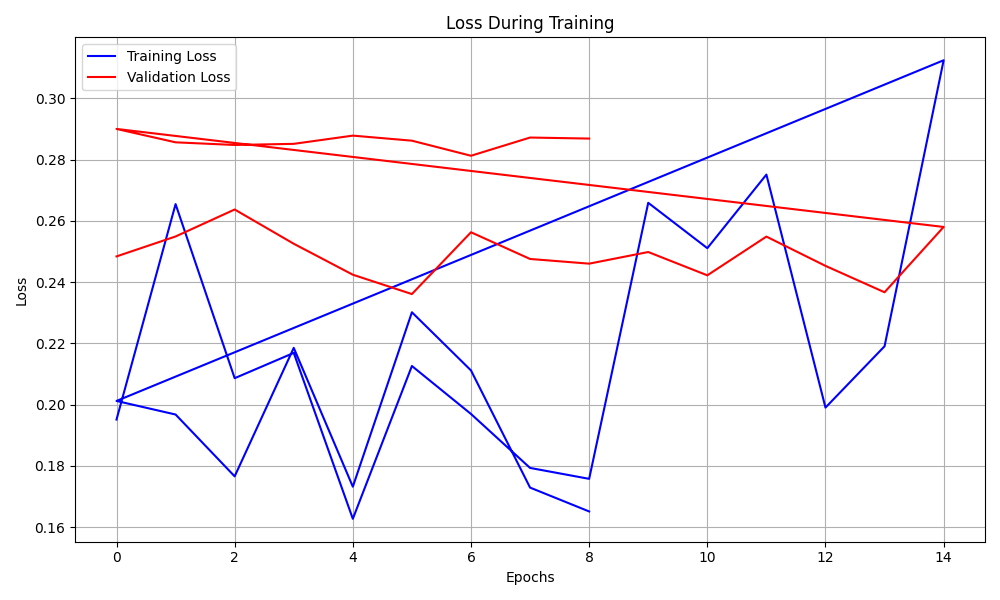 Loss During Training
Training Loss
Validation Loss
Loss
0.30
0.28
0.26
0.24
0.22
0.20
0.18
0.16
0 2 4 6 8 10 12 14
Epochs